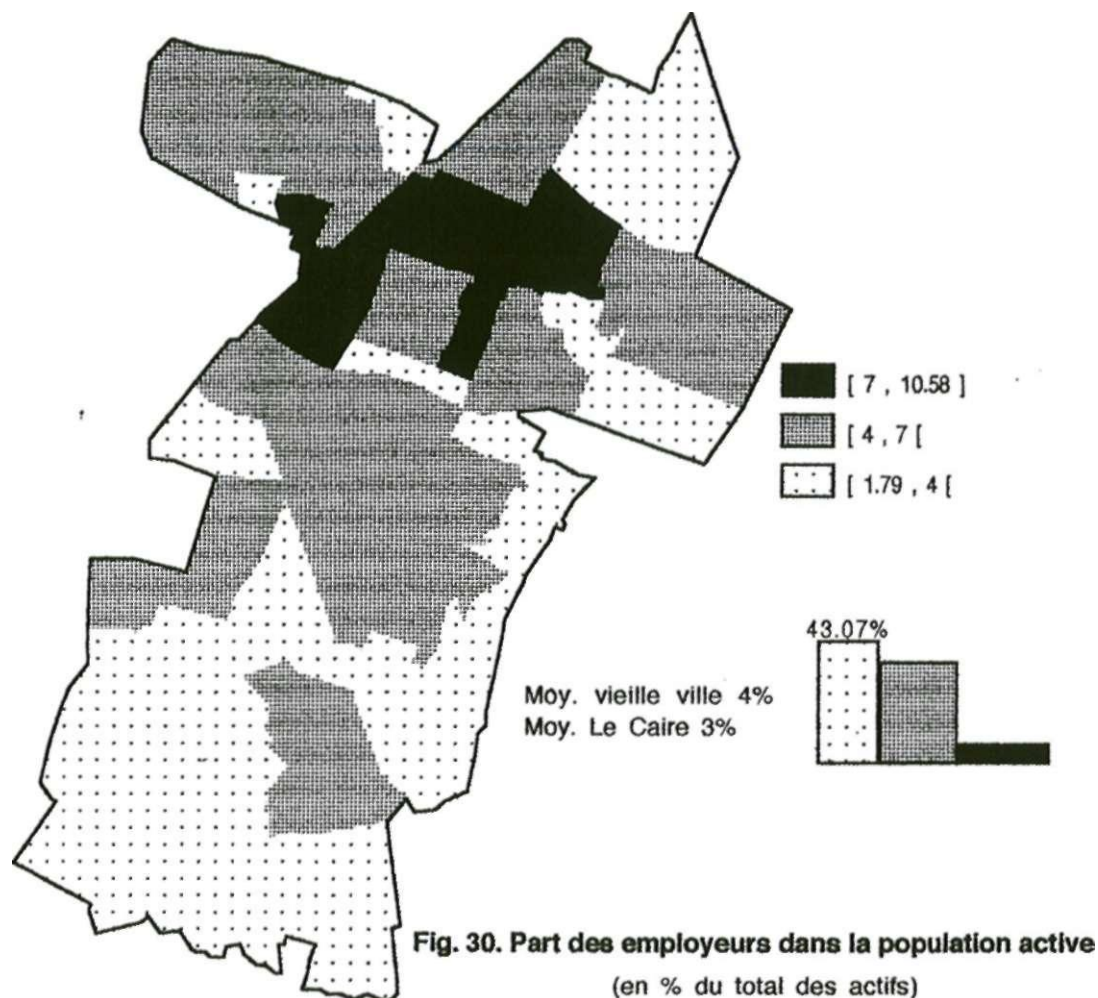 [ 7 , 10.58 ]
[ 4 , 7 [
[ 1.79 , 4 [
43.07%
Moy. vieille ville 4%
Moy. Le Caire 3%
Fig. 30. Part des employeurs dans la population active
(en % du total des actifs)